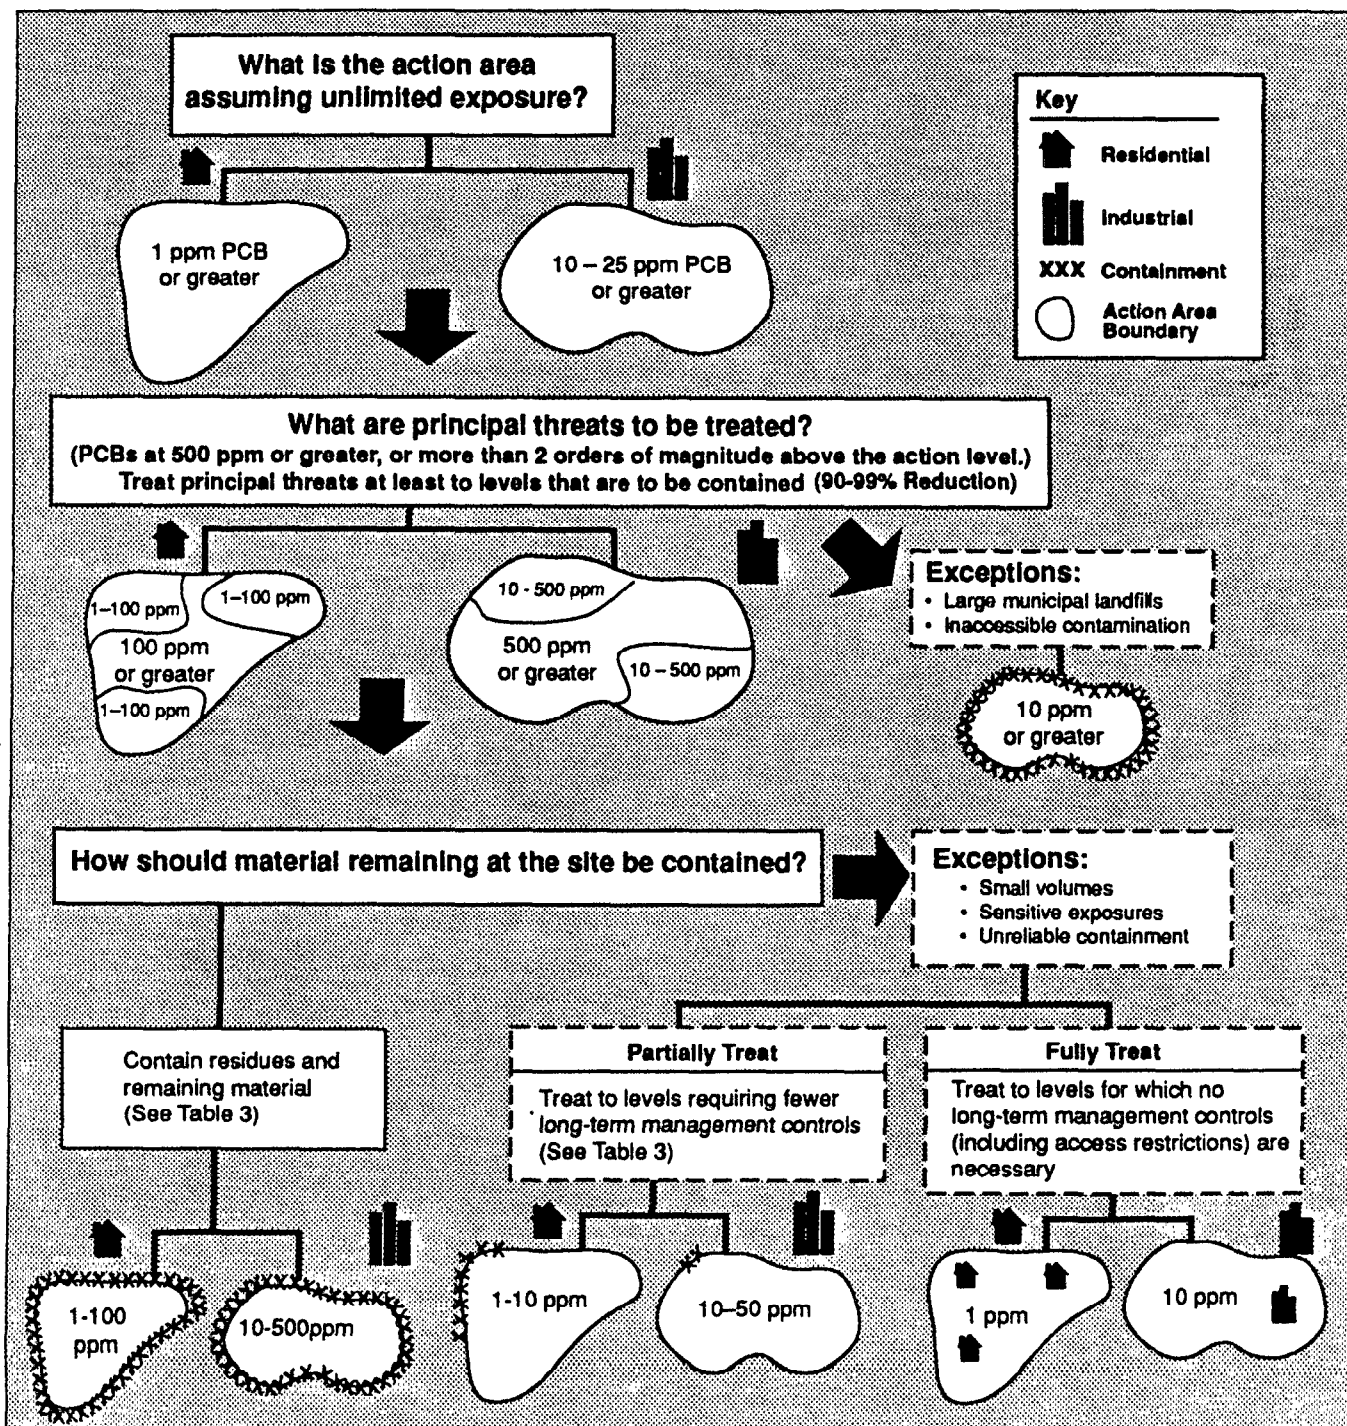 What is the action area
assuming unlimited exposure?
Key
Residential
Industrial
XXX Containment
Action Area
Boundary
1 ppm PCB
or greater
10 – 25 ppm PCB
or greater
What are principal threats to be treated?
(PCBs at 500 ppm or greater, or more than 2 orders of magnitude above the action level.)
Treat principal threats at least to levels that are to be contained (90-99% Reduction)
1–100 ppm
1–100 ppm
100 ppm
or greater
1–100 ppm
10 - 500 ppm
500 ppm
or greater
10 – 500 ppm
Exceptions:
• Large municipal landfills
• Inaccessible contamination
10 ppm
or greater
How should material remaining at the site be contained?
Exceptions:
• Small volumes
• Sensitive exposures
• Unreliable containment
Contain residues and
remaining material
(See Table 3)
Partially Treat
Treat to levels requiring fewer
long-term management controls
(See Table 3)
Fully Treat
Treat to levels for which no
long-term management controls
(including access restrictions) are
necessary
1-100
ppm
10-500ppm
1-10 ppm
10–50 ppm
1 ppm
10 ppm